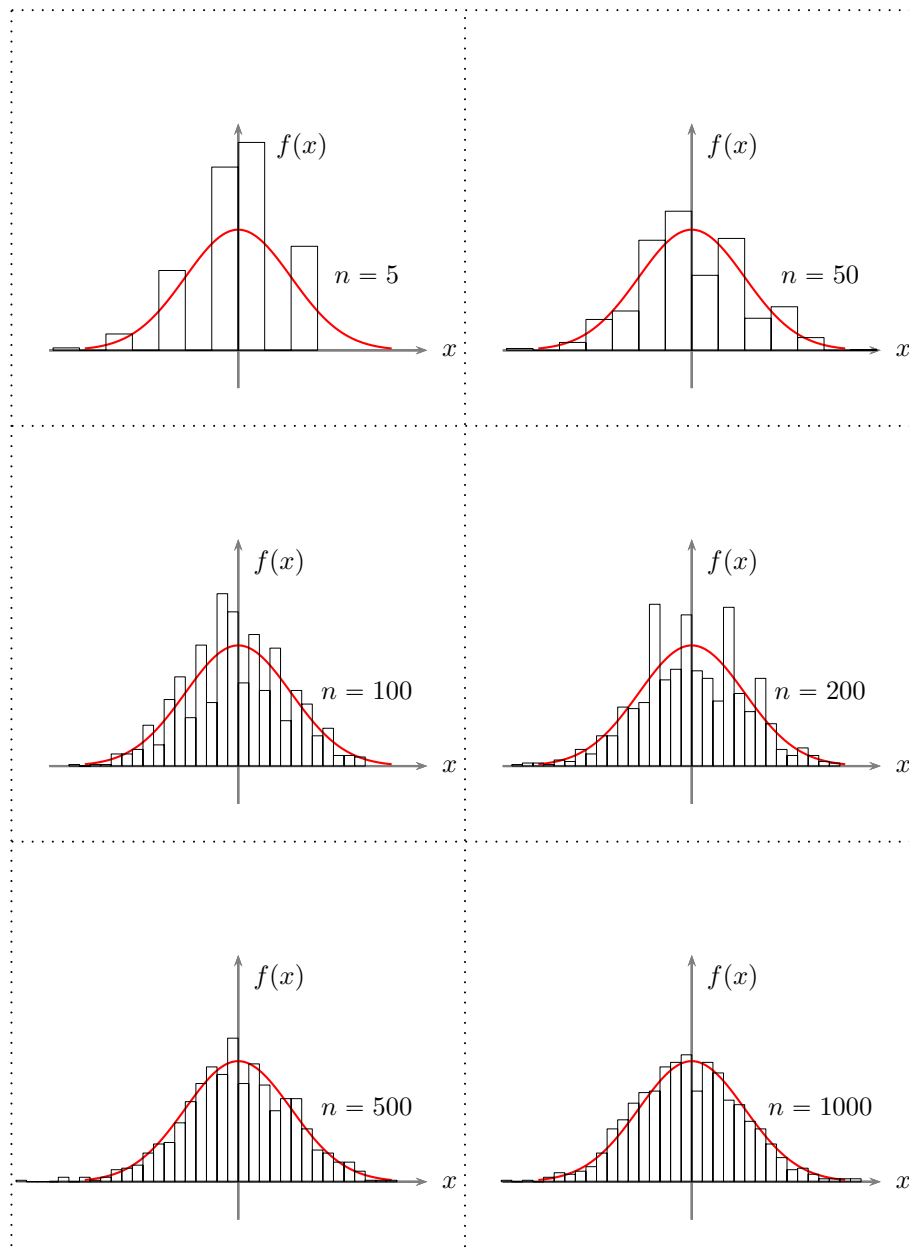 f(x)
n = 5
x
f(x)
n = 50
x
f(x)
n = 100
x
f(x)
n = 200
x
f(x)
n = 500
x
f(x)
n = 1000
x